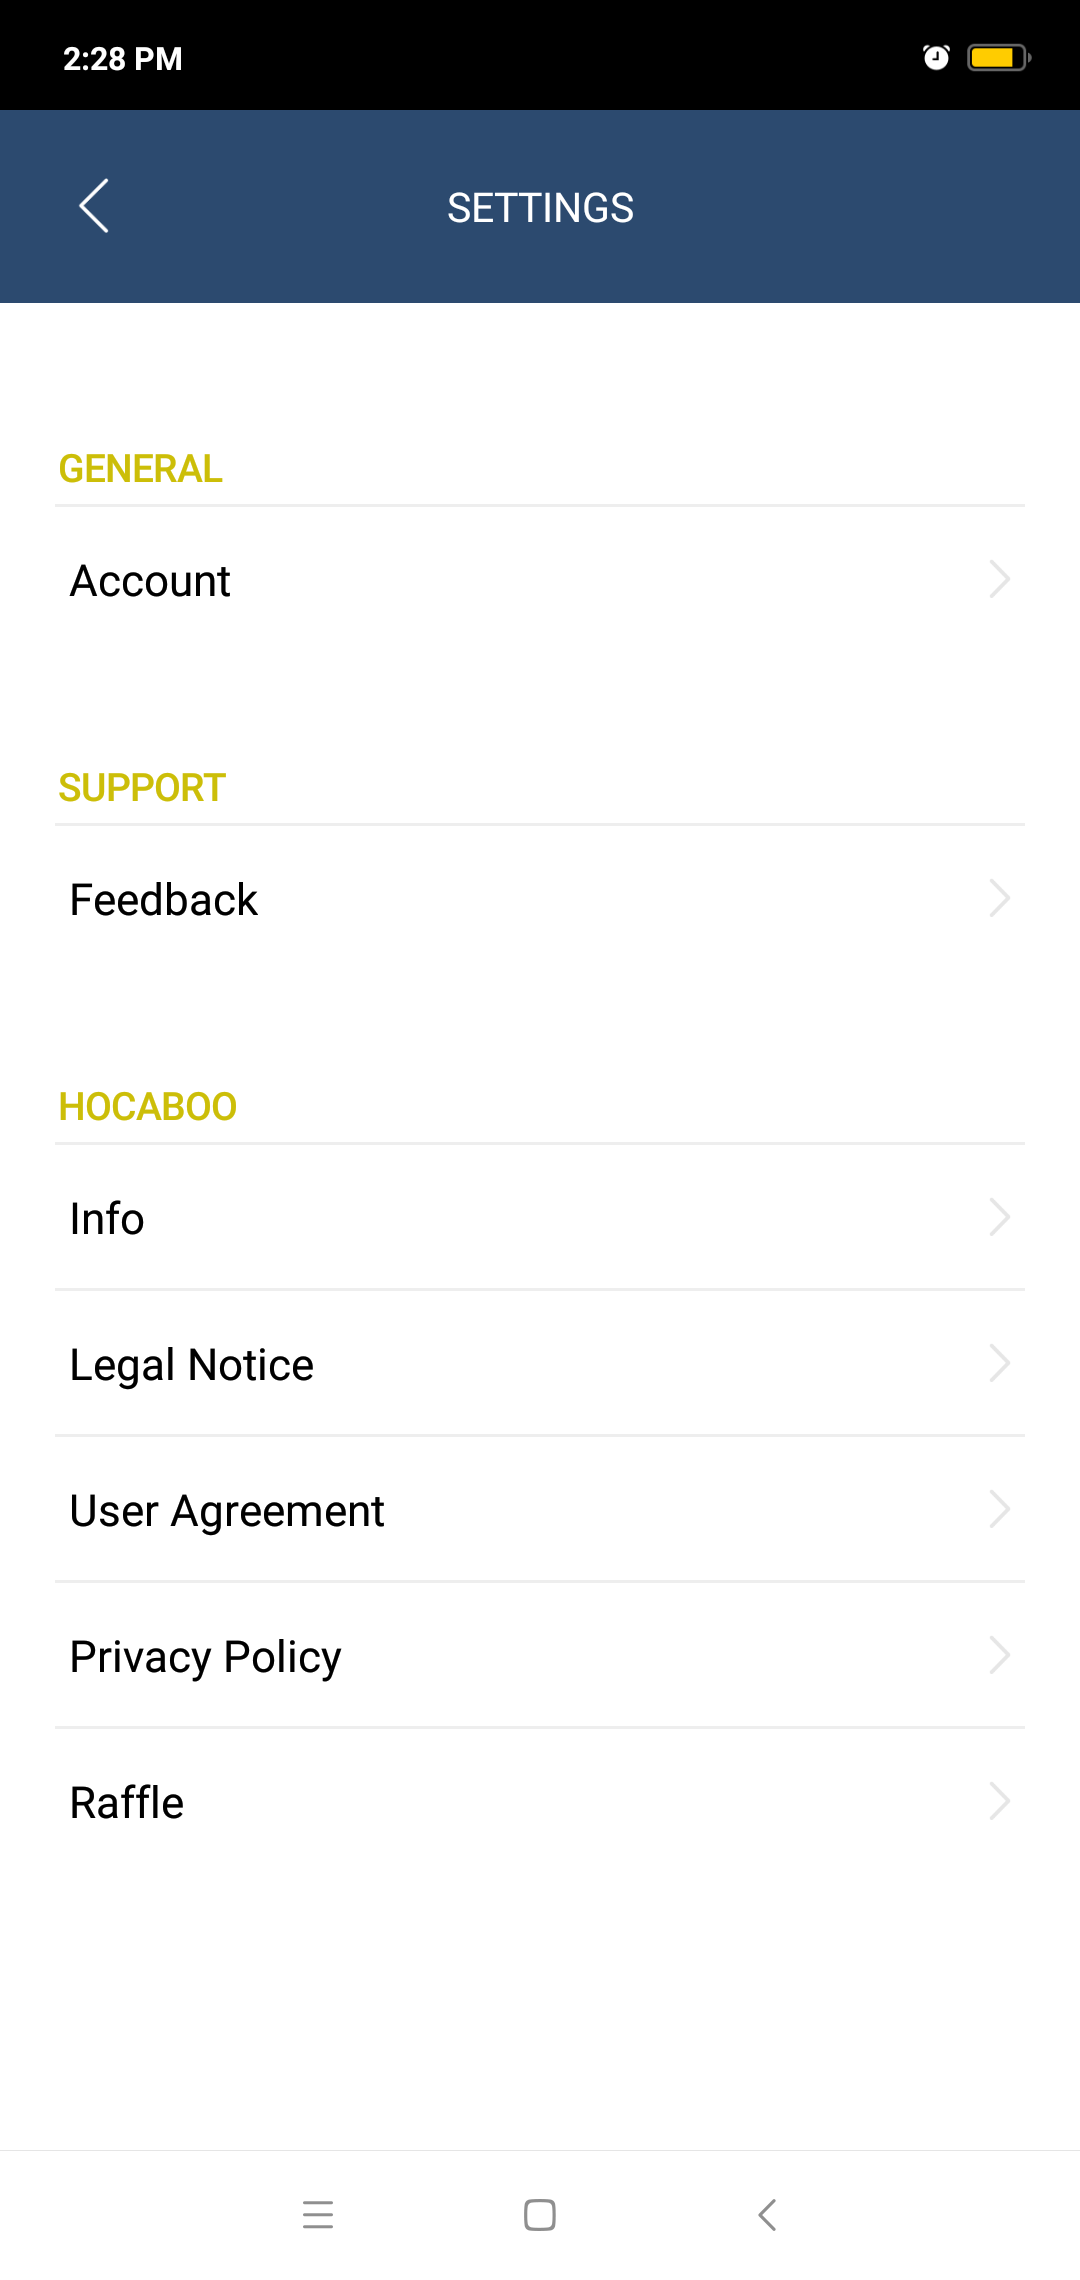 2:28 PM
SETTINGS
GENERAL
Account
SUPPORT
Feedback
HOCABOO
Info
Legal Notice
User Agreement
Privacy Policy
Raffle